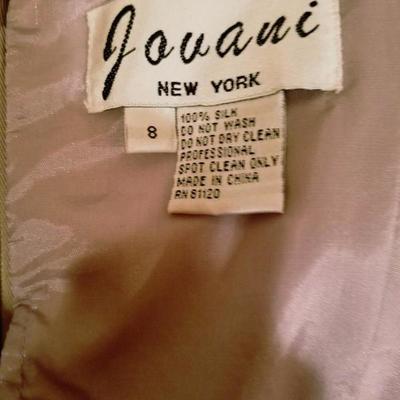 Jovani
NEW YORK
8
100% SILK
DO NOT WASH
DO NOT DRY CLEAN
PROFESSIONAL
SPOT CLEAN ONLY
MADE IN CHINA
RN 81120